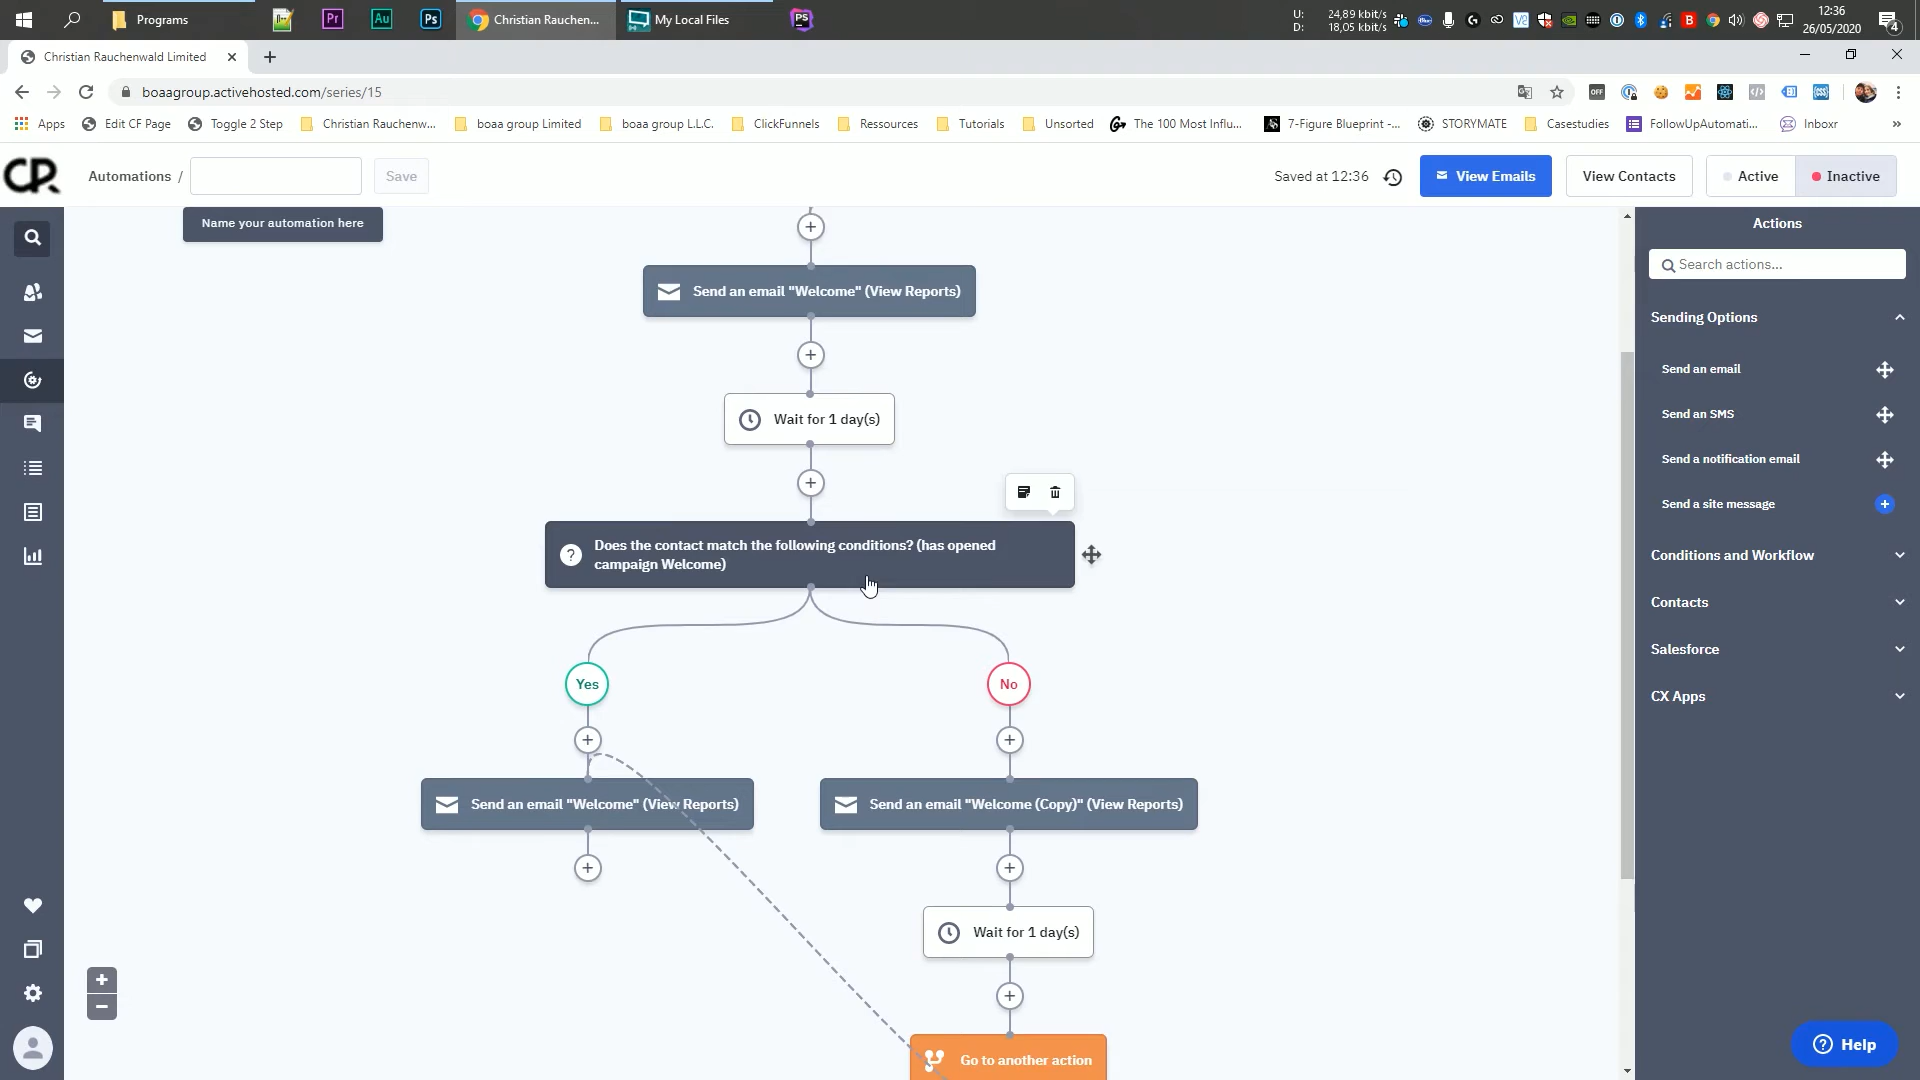 Programs
Pr
Au
Ps
Christian Rauchen...
My Local Files
PS
U: 24,89 kbit/s
D: 18,05 kbit/s
12:36
26/05/2020
4
Christian Rauchenwald Limited
boaagroup.activehosted.com/series/15
OFF
Apps
Edit CF Page
Toggle 2 Step
Christian Rauchenw...
boaa group Limited
boaa group L.L.C.
ClickFunnels
Ressources
Tutorials
Unsorted
The 100 Most Influ...
7-Figure Blueprint -...
STORYMATE
Casestudies
FollowUpAutomati...
Inboxr
»
CR
Automations /
Save
Saved at 12:36
View Emails
View Contacts
Active
Inactive
Name your automation here
Send an email "Welcome" (View Reports)
Wait for 1 day(s)
Does the contact match the following conditions? (has opened
campaign Welcome)
Yes
No
Send an email "Welcome" (View Reports)
Send an email "Welcome (Copy)" (View Reports)
Wait for 1 day(s)
Go to another action
Actions
Search actions...
Sending Options
Send an email
Send an SMS
Send a notification email
Send a site message
Conditions and Workflow
Contacts
Salesforce
CX Apps
Help